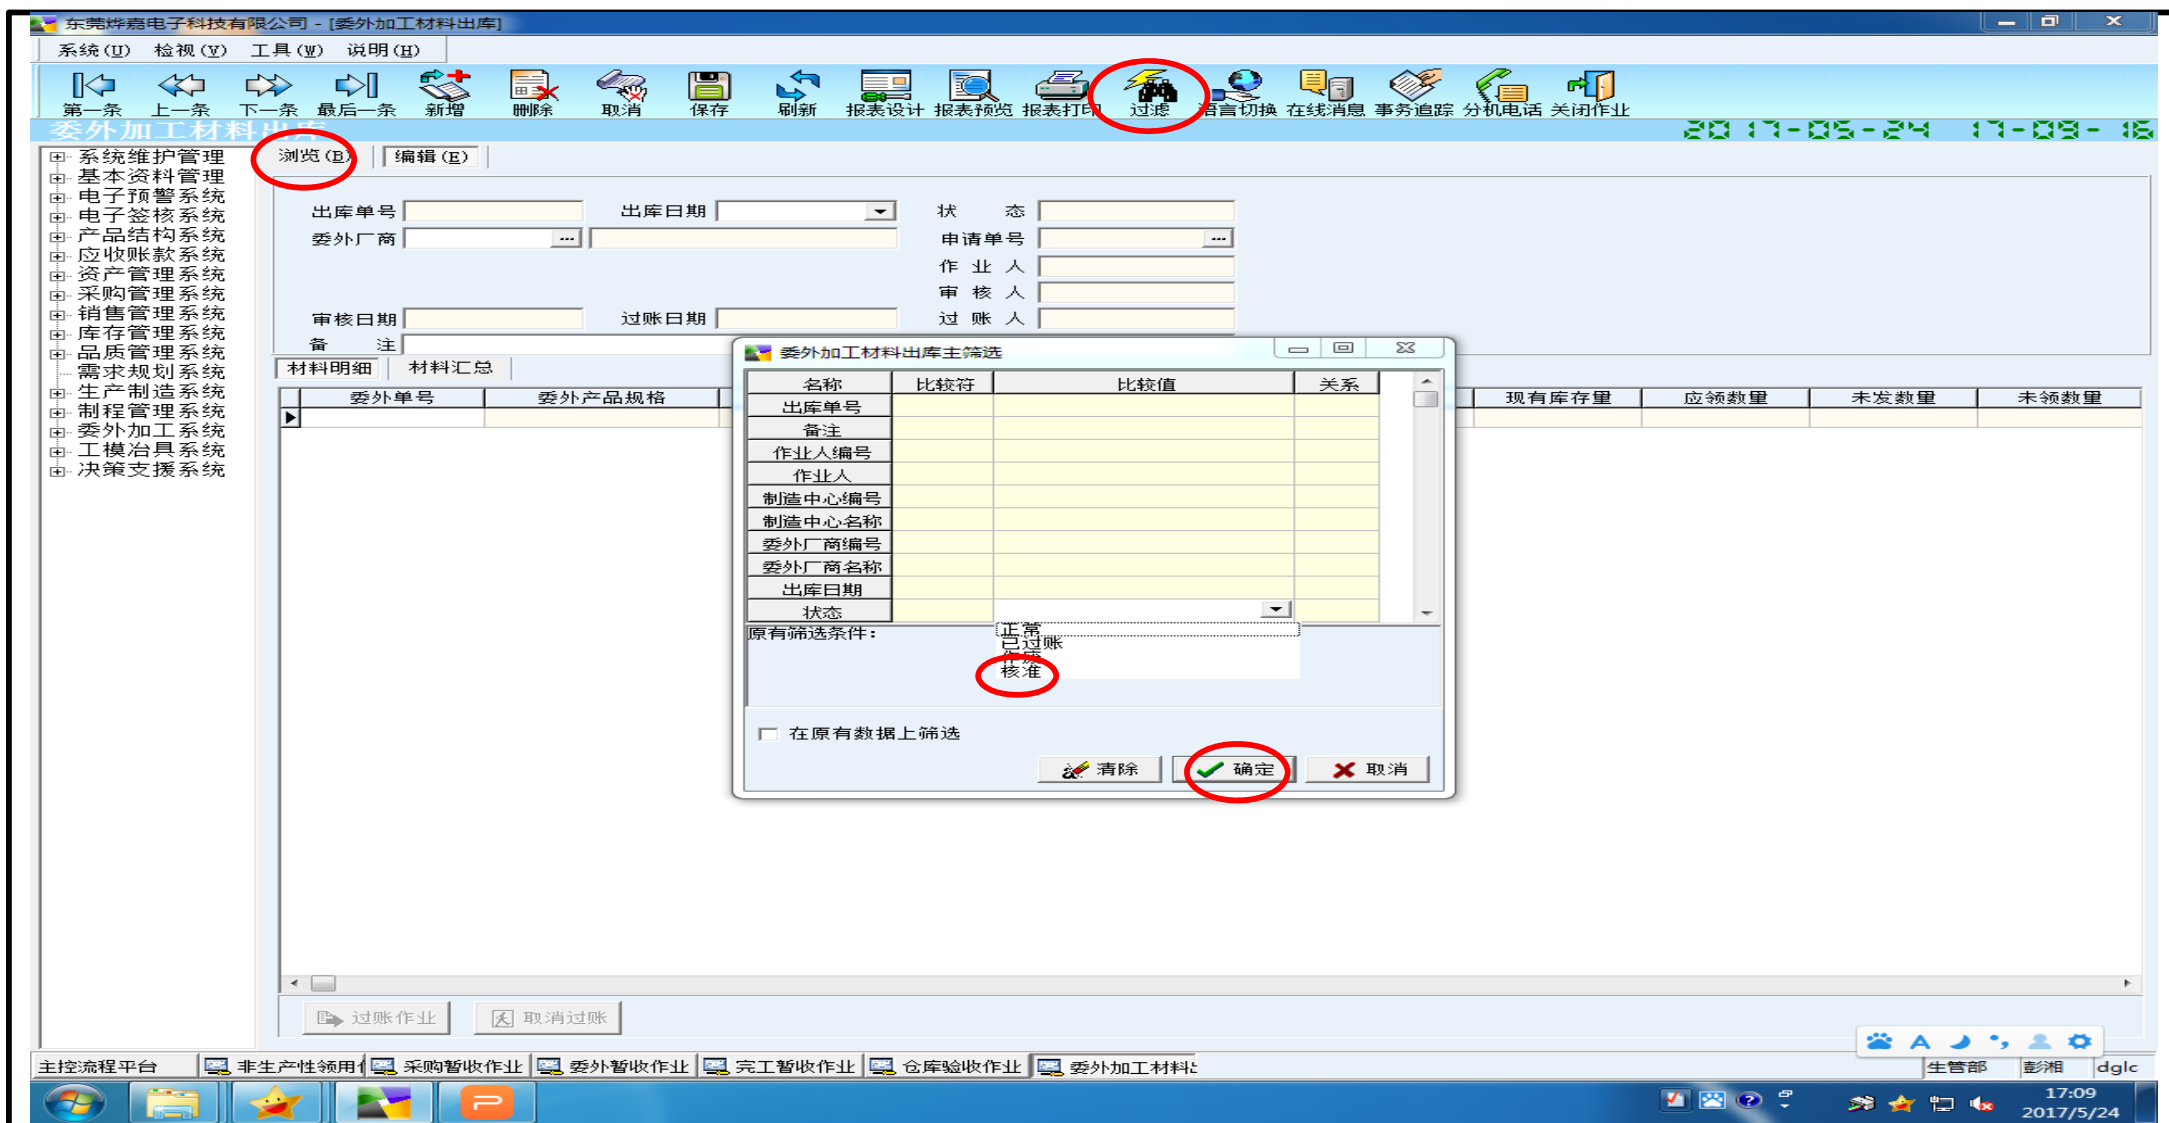 东莞烨嘉电子科技有限公司 - [委外加工材料出库]
系统(U) 检视(V) 工具(W) 说明(H)
第一条 上一条 下一条 最后一条 新增 删除 取消 保存 刷新 报表设计 报表预览 报表打印 过滤 语言切换 在线消息 事务追踪 分机电话 关闭作业
委外加工材料出库
2017-05-24 17-09-16
系统维护管理
基本资料管理
电子预警系统
电子签核系统
产品结构系统
应收账款系统
资产管理系统
采购管理系统
销售管理系统
库存管理系统
品质管理系统
需求规划系统
生产制造系统
制程管理系统
委外加工系统
工模冶具系统
决策支援系统
浏览(B) 编辑(E)
出库单号 出库日期 状 态
委外厂商 ... 申请单号 ...
作 业 人
审 核 人
审核日期 过账日期 过 账 人
备 注
材料明细 材料汇总
委外单号 委外产品规格 现有库存量 应领数量 未发数量 未领数量
委外加工材料出库主筛选
名称 比较符 比较值 关系
出库单号
备注
作业人编号
作业人
制造中心编号
制造中心名称
委外厂商编号
委外厂商名称
出库日期
状态
正常
已过账
作废
核准
原有筛选条件：
在原有数据上筛选
清除 确定 取消
过账作业 取消过账
主控流程平台 非生产性领用 采购暂收作业 委外暂收作业 完工暂收作业 仓库验收作业 委外加工材料
生管部 彭湘 dglc
17:09
2017/5/24